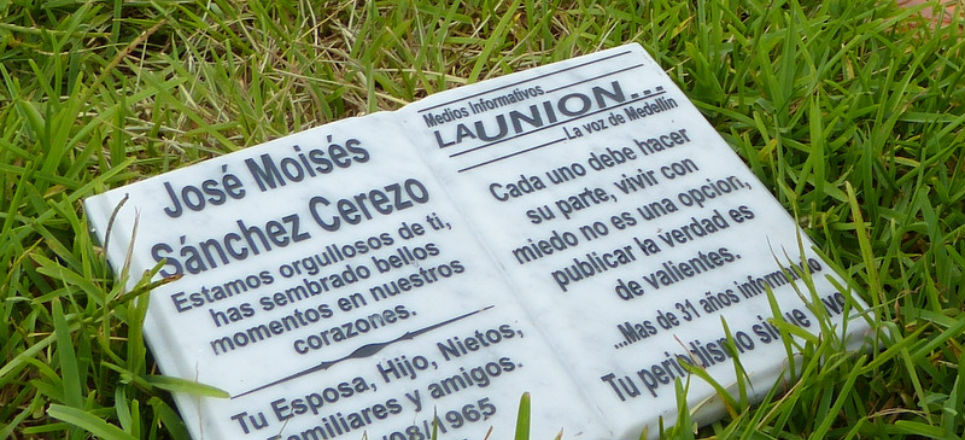 José Moisés
Sánchez Cerezo
Estamos orgullosos de ti,
has sembrado bellos
momentos en nuestros
corazones.
Tu Esposa, Hijo, Nietos,
Familiares y amigos.
/08/1965
Medios Informativos
LA UNION...
La voz de Medellín
Cada uno debe hacer
su parte, vivir con
miedo no es una opcion,
publicar la verdad es
de valientes.
...Mas de 31 años informando
Tu periodismo sigue